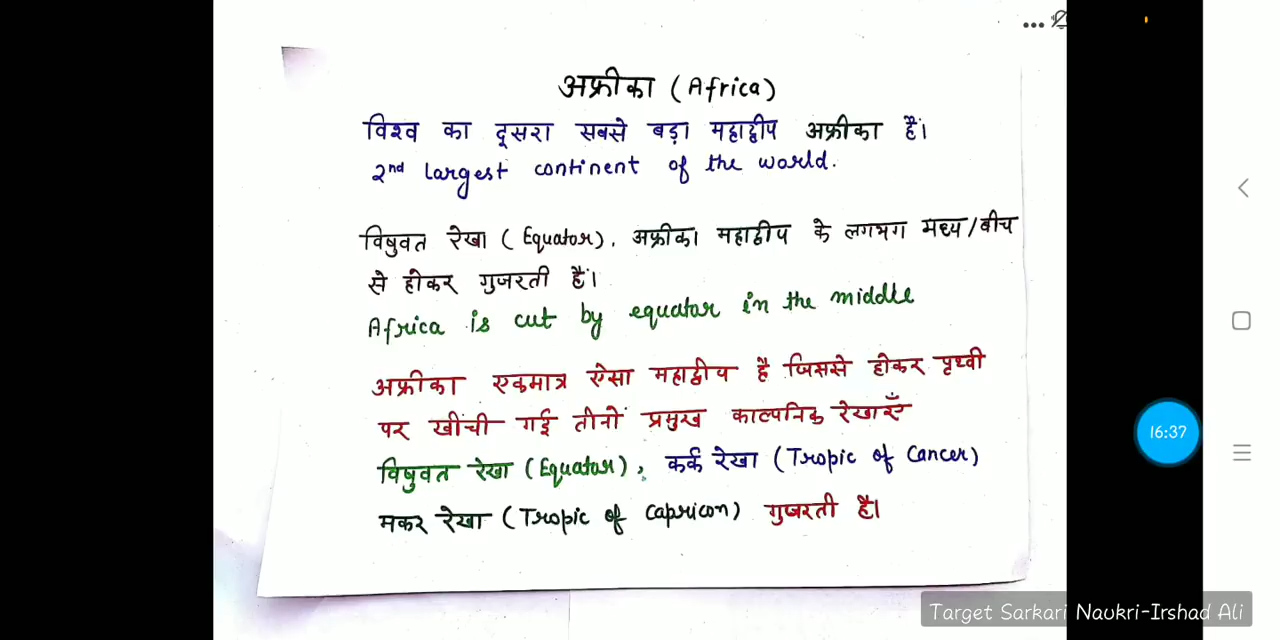 अफ्रीका (Africa)
विश्व का दूसरा सबसे बड़ा महाद्वीप अफ्रीका है।
2nd largest continent of the world.
विषुवत रेखा (Equator), अफ्रीका महाद्वीप के लगभग मध्य/बीच
से होकर गुजरती है।
Africa is cut by equator in the middle
अफ्रीका एकमात्र ऐसा महाद्वीप है जिससे होकर पृथ्वी
पर खींची गई तीनों प्रमुख काल्पनिक रेखाएँ
विषुवत रेखा (Equator), कर्क रेखा (Tropic of Cancer)
मकर रेखा (Tropic of Capricon) गुजरती है।
16:37
Target Sarkari Naukri-Irshad Ali